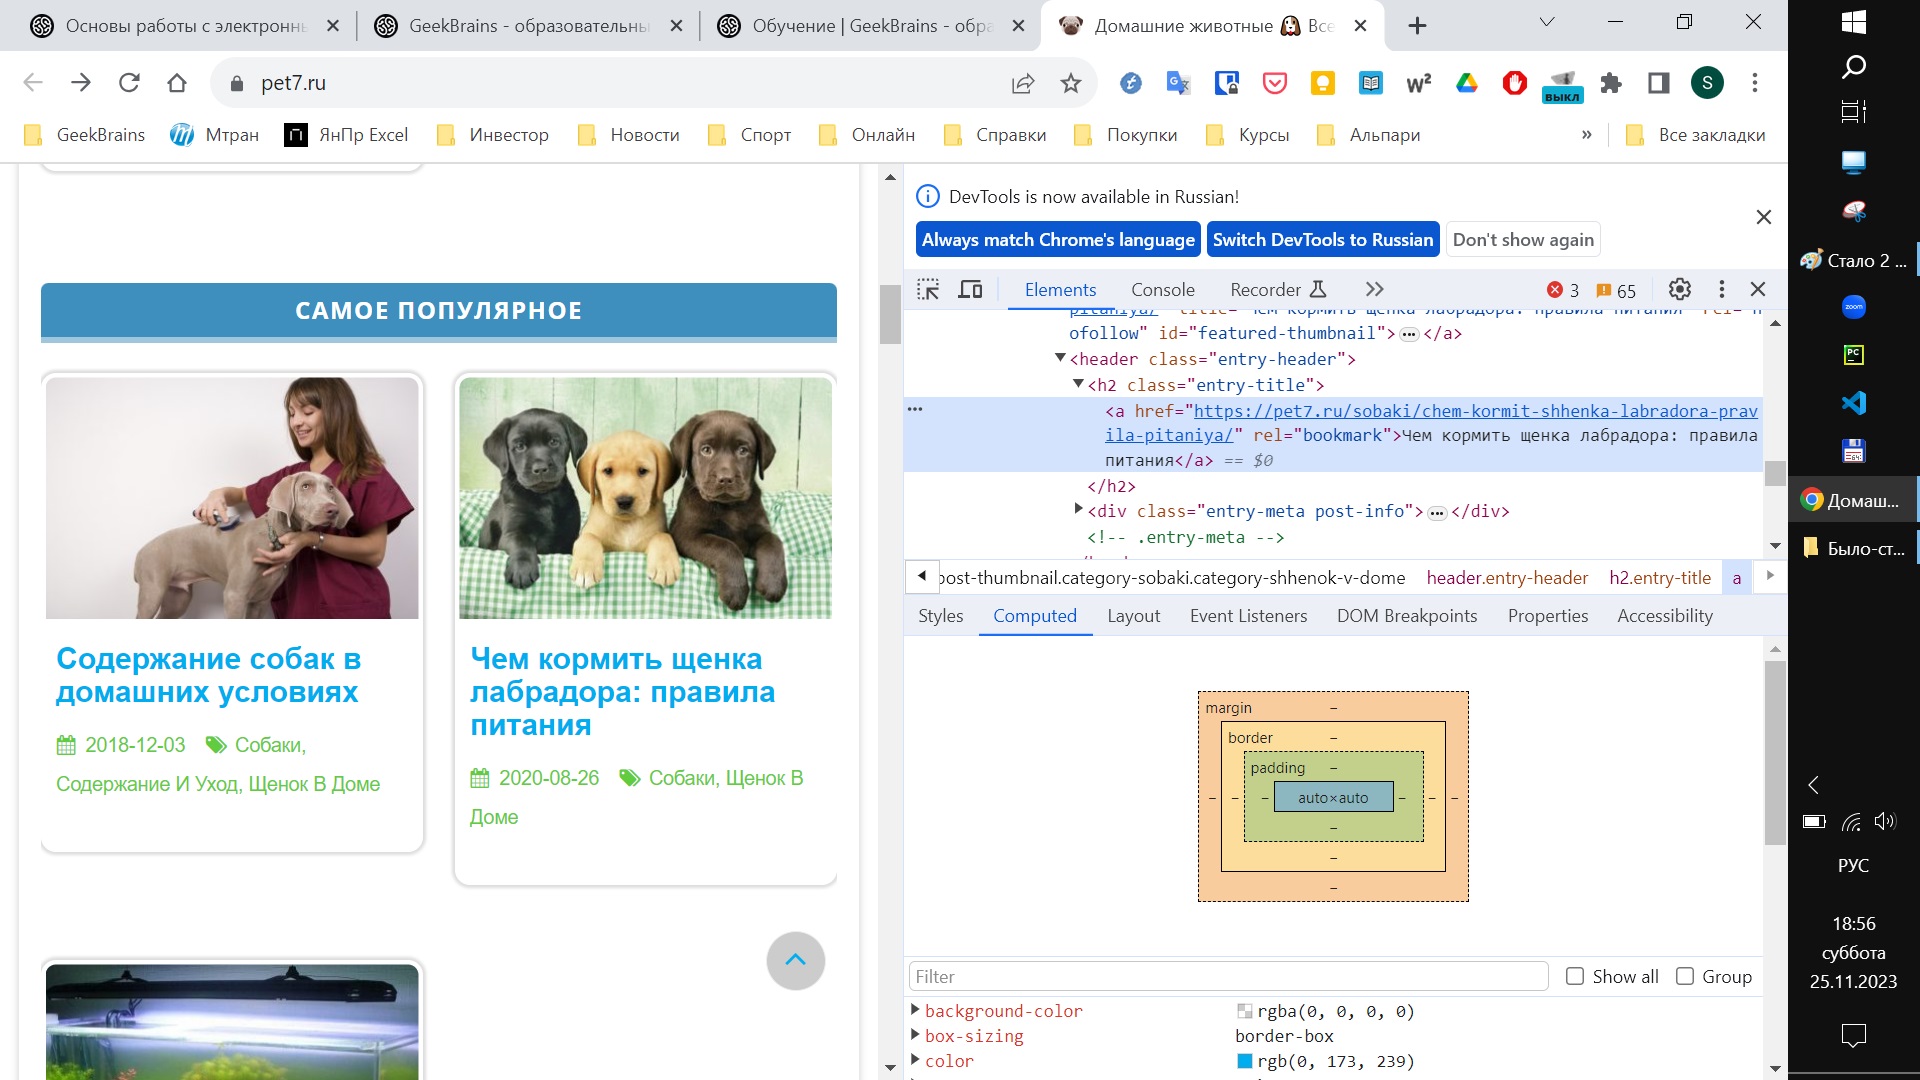 Основы работы с электроннь
GeekBrains - образовательны
Обучение | GeekBrains - обра
Домашние животные 🐶 Все
pet7.ru
выкл
S
GeekBrains
Мтран
ЯнПр Excel
Инвестор
Новости
Спорт
Онлайн
Справки
Покупки
Курсы
Альпари
»
Все закладки
САМОЕ ПОПУЛЯРНОЕ
Содержание собак в
домашних условиях
2018-12-03 Собаки,
Содержание И Уход, Щенок В Доме
Чем кормить щенка
лабрадора: правила
питания
2020-08-26 Собаки, Щенок В
Доме
DevTools is now available in Russian!
Always match Chrome's language
Switch DevTools to Russian
Don't show again
Elements
Console
Recorder
3
65
ofollow" id="featured-thumbnail">…</a>
<header class="entry-header">
<h2 class="entry-title">
<a href="https://pet7.ru/sobaki/chem-kormit-shhenka-labradora-prav
ila-pitaniya/" rel="bookmark">Чем кормить щенка лабрадора: правила
питания</a> == $0
</h2>
<div class="entry-meta post-info">…</div>
<!-- .entry-meta -->
post-thumbnail.category-sobaki.category-shhenok-v-dome
header.entry-header
h2.entry-title
a
Styles
Computed
Layout
Event Listeners
DOM Breakpoints
Properties
Accessibility
margin –
border –
padding –
– – – auto×auto – – –
–
–
–
Filter
Show all
Group
background-color rgba(0, 0, 0, 0)
box-sizing border-box
color rgb(0, 173, 239)
Стало 2 ...
zoom
PC
64
Домаш...
Было-ст...
РУС
18:56
суббота
25.11.2023